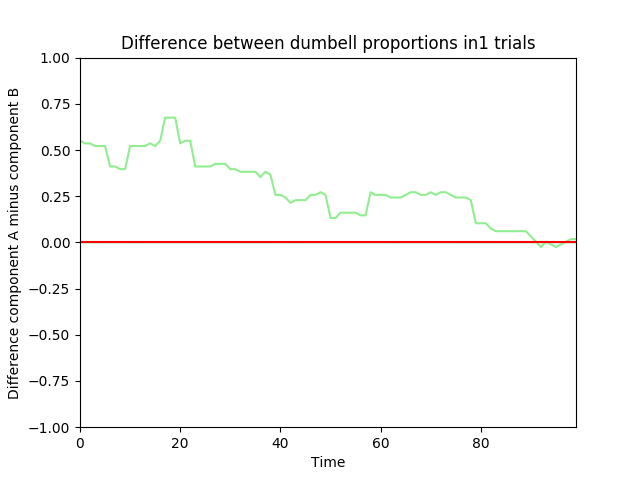 Difference between dumbell proportions in1 trials
Difference component A minus component B
1.00
0.75
0.50
0.25
0.00
−0.25
−0.50
−0.75
−1.00
0 20 40 60 80
Time